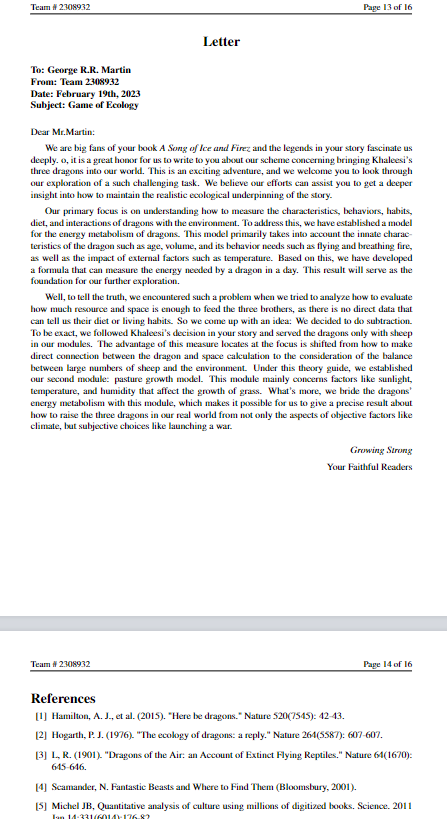 Team # 2308932 Page 13 of 16
Letter
To: George R.R. Martin
From: Team 2308932
Date: February 19th, 2023
Subject: Game of Ecology
Dear Mr.Martin:
We are big fans of your book A Song of Ice and Firez and the legends in your story fascinate us
deeply. o, it is a great honor for us to write to you about our scheme concerning bringing Khaleesi's
three dragons into our world. This is an exciting adventure, and we welcome you to look through
our exploration of a such challenging task. We believe our efforts can assist you to get a deeper
insight into how to maintain the realistic ecological underpinning of the story.
Our primary focus is on understanding how to measure the characteristics, behaviors, habits,
diet, and interactions of dragons with the environment. To address this, we have established a model
for the energy metabolism of dragons. This model primarily takes into account the innate charac-
teristics of the dragon such as age, volume, and its behavior needs such as flying and breathing fire,
as well as the impact of external factors such as temperature. Based on this, we have developed
a formula that can measure the energy needed by a dragon in a day. This result will serve as the
foundation for our further exploration.
Well, to tell the truth, we encountered such a problem when we tried to analyze how to evaluate
how much resource and space is enough to feed the three brothers, as there is no direct data that
can tell us their diet or living habits. So we come up with an idea: We decided to do subtraction.
To be exact, we followed Khaleesi's decision in your story and served the dragons only with sheep
in our modules. The advantage of this measure locates at the focus is shifted from how to make
direct connection between the dragon and space calculation to the consideration of the balance
between large numbers of sheep and the environment. Under this theory guide, we established
our second module: pasture growth model. This module mainly concerns factors like sunlight,
temperature, and humidity that affect the growth of grass. What's more, we bride the dragons'
energy metabolism with this module, which makes it possible for us to give a precise result about
how to raise the three dragons in our real world from not only the aspects of objective factors like
climate, but subjective choices like launching a war.
Growing Strong
Your Faithful Readers
Team # 2308932 Page 14 of 16
References
[1] Hamilton, A. J., et al. (2015). "Here be dragons." Nature 520(7545): 42-43.
[2] Hogarth, P. J. (1976). "The ecology of dragons: a reply." Nature 264(5587): 607-607.
[3] L, R. (1901). "Dragons of the Air: an Account of Extinct Flying Reptiles." Nature 64(1670):
645-646.
[4] Scamander, N. Fantastic Beasts and Where to Find Them (Bloomsbury, 2001).
[5] Michel JB, Quantitative analysis of culture using millions of digitized books. Science. 2011
Jan 14;331(6014):176-82